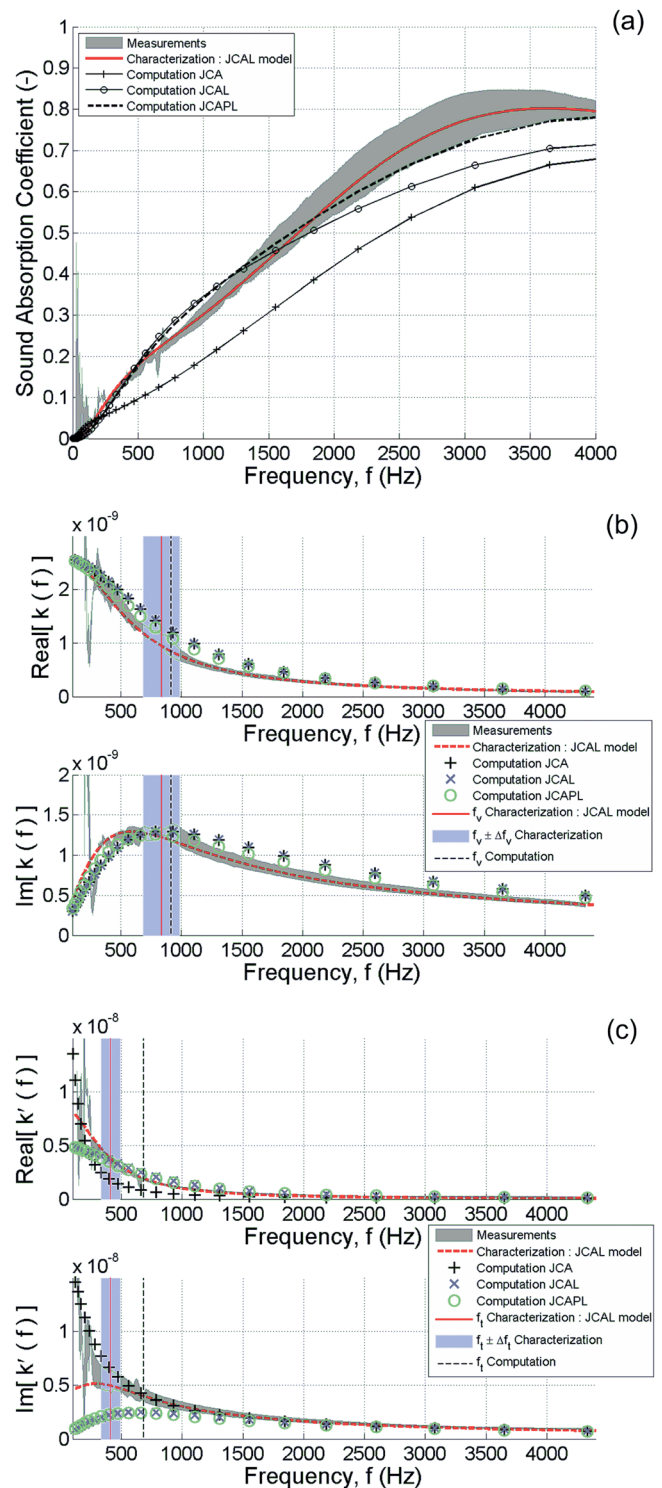 (a)
Measurements
Characterization : JCAL model
Computation JCA
Computation JCAL
Computation JCAPL
1
0.9
0.8
0.7
0.6
0.5
0.4
0.3
0.2
0.1
0
Sound Absorption Coefficient (-)
0 500 1000 1500 2000 2500 3000 3500 4000
Frequency, f (Hz)
(b)
x 10^-9
2
1
0
Real[ k ( f ) ]
500 1000 1500 2000 2500 3000 3500 4000
Frequency, f (Hz)
x 10^-9
2
1.5
1
0.5
0
Im[ k ( f ) ]
500 1000 1500 2000 2500 3000 3500 4000
Frequency, f (Hz)
Measurements
Characterization : JCAL model
Computation JCA
Computation JCAL
Computation JCAPL
f_v Characterization : JCAL model
f_v ± Δf_v Characterization
f_v Computation
(c)
x 10^-8
1
0.5
0
Real[ k' ( f ) ]
500 1000 1500 2000 2500 3000 3500 4000
Frequency, f (Hz)
x 10^-8
1
0.5
0
Im[ k' ( f ) ]
500 1000 1500 2000 2500 3000 3500 4000
Frequency, f (Hz)
Measurements
Characterization : JCAL model
Computation JCA
Computation JCAL
Computation JCAPL
f_t Characterization : JCAL model
f_t ± Δf_t Characterization
f_t Computation